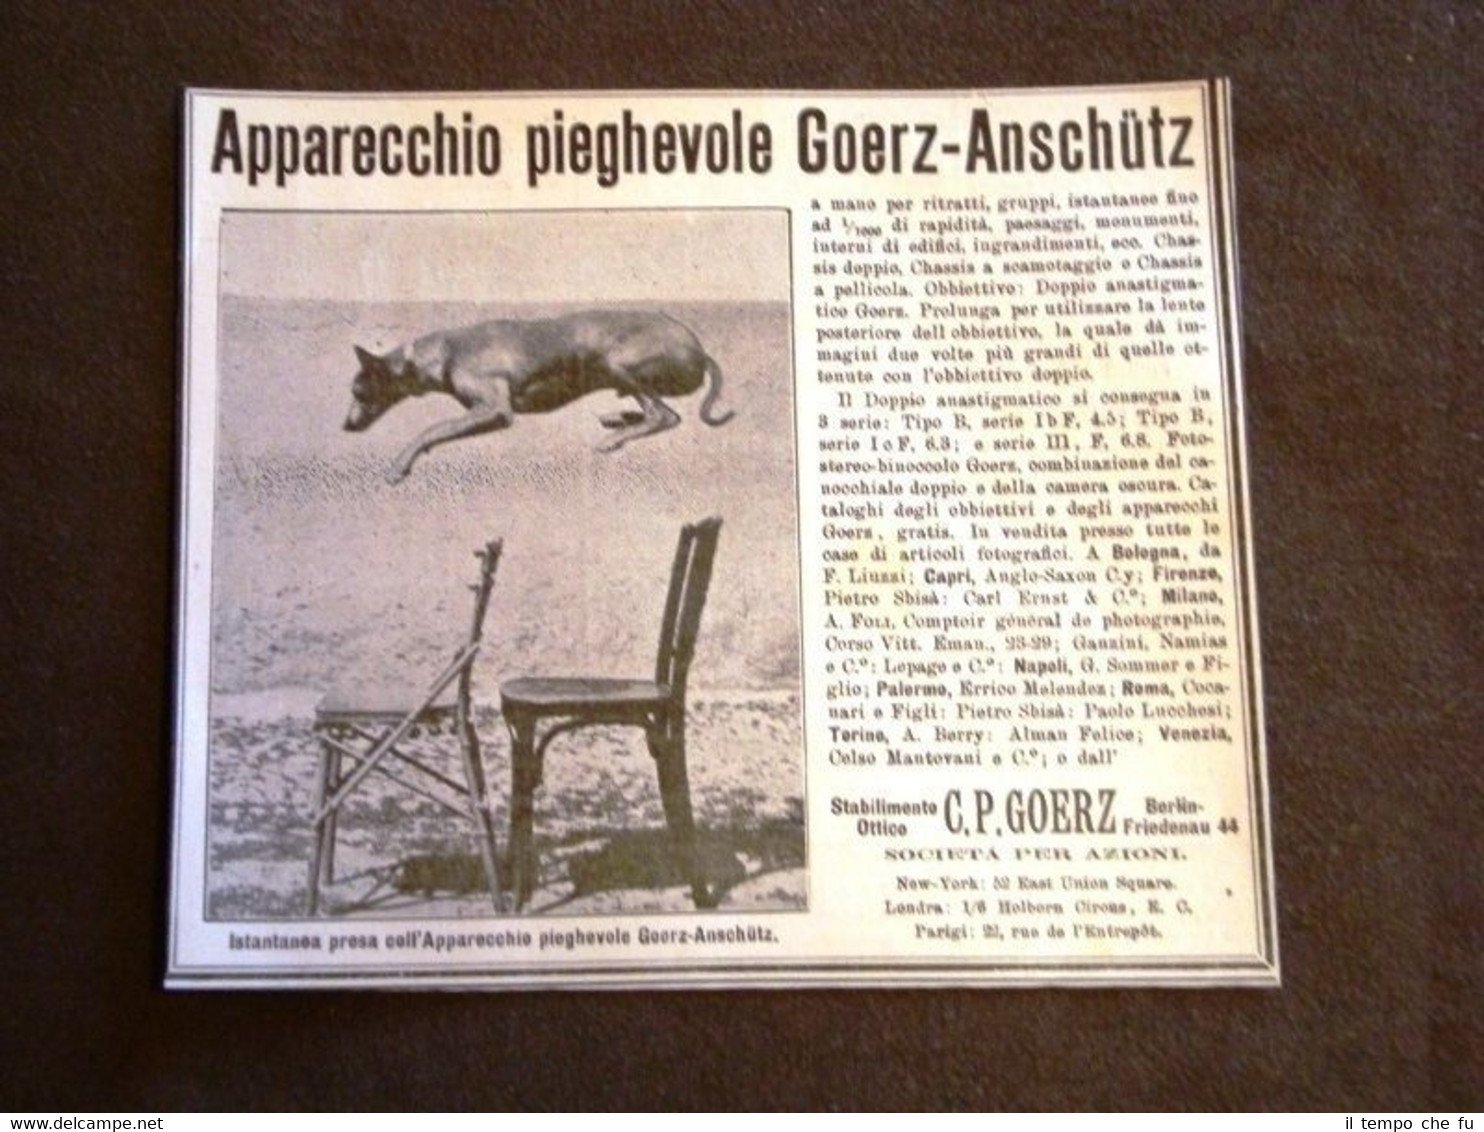 Apparecchio pieghevole Goerz-Anschütz
a mano per ritratti, gruppi, istantanee fino
ad 1/1000 di rapidità, paesaggi, monumenti,
interni di edifici, ingrandimenti, ecc. Chas-
sis doppio, Chassis a scamotaggio e Chassis
a pellicola. Obbiettivo: Doppio anastigma-
tico Goerz. Prolunga per utilizzare la lente
posteriore dell'obbiettivo, la quale dà im-
magini due volte più grandi di quelle ot-
tenute con l'obbiettivo doppio.
Il Doppio anastigmatico si consegna in
3 serie: Tipo B, serie Ib F, 4.5; Tipo B,
serie Ic F, 6.3; e serie III, F, 6.8. Foto-
stereo-binoccolo Goerz, combinazione del ca-
nocchiale doppio e della camera oscura. Ca-
taloghi degli obbiettivi e degli apparecchi
Goerz, gratis. In vendita presso tutte le
case di articoli fotografici. A Bologna, da
F. Liuzzi; Capri, Anglo-Saxon C.y; Firenze,
Pietro Sbisà: Carl Ernst & C.º; Milano,
A. FOLI, Comptoir général de photographie,
Corso Vitt. Eman., 23-29; Ganzini, Namias
e C.º: Lepage e C.º: Napoli, G. Sommer e Fi-
glio; Palermo, Errico Melendez; Roma, Coca-
nari e Figli: Pietro Sbisà: Paolo Lucchesi;
Torino, A. Berry: Alman Felice; Venezia,
Celso Mantovani e C.º; o dall'
Stabilimento Ottico C.P. GOERZ Berlin-Friedenau 44
SOCIETÀ PER AZIONI.
New-York: 52 East Union Square.
Londra: 1/6 Holborn Circus, E. C.
Parigi: 22, rue de l'Entrepôt.
Istantanea presa coll'Apparecchio pieghevole Goerz-Anschütz.
il tempo che fu